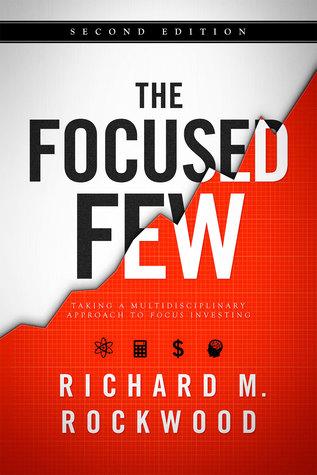 SECOND EDITION
THE
FOCUSED
FEW
TAKING A MULTIDISCIPLINARY
APPROACH TO FOCUS INVESTING
$
RICHARD M.
ROCKWOOD